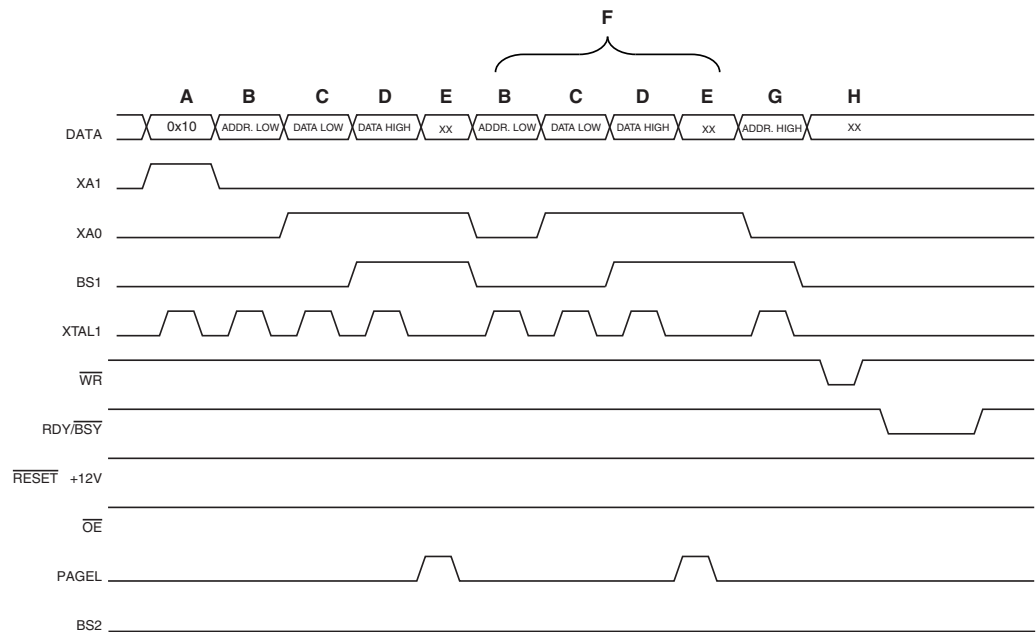 F
A B C D E B C D E G H
DATA 0x10 ADDR. LOW DATA LOW DATA HIGH XX ADDR. LOW DATA LOW DATA HIGH XX ADDR. HIGH XX
XA1
XA0
BS1
XTAL1
WR
RDY/BSY
RESET +12V
OE
PAGEL
BS2